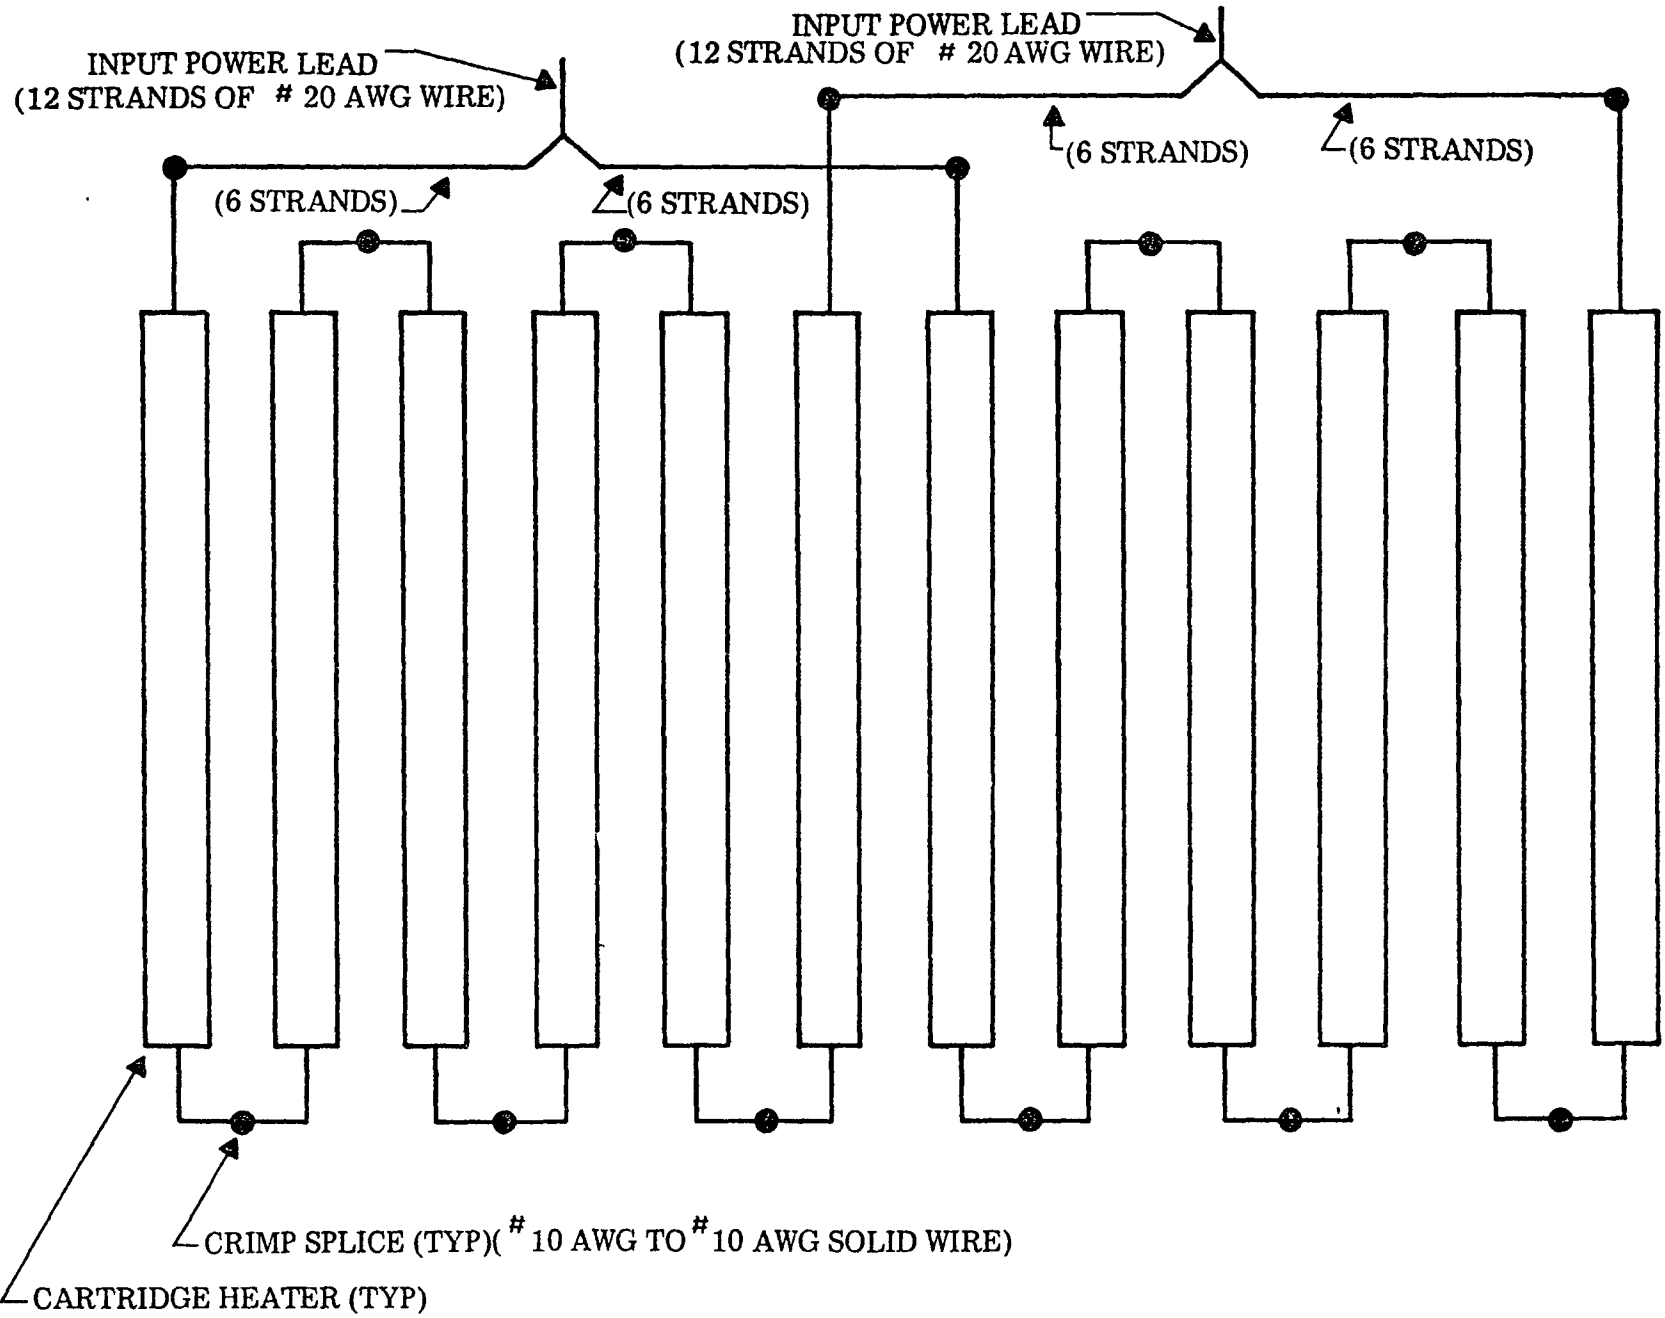 INPUT POWER LEAD
(12 STRANDS OF # 20 AWG WIRE)
INPUT POWER LEAD
(12 STRANDS OF # 20 AWG WIRE)
(6 STRANDS)
(6 STRANDS)
(6 STRANDS)
(6 STRANDS)
CRIMP SPLICE (TYP)( # 10 AWG TO # 10 AWG SOLID WIRE)
CARTRIDGE HEATER (TYP)